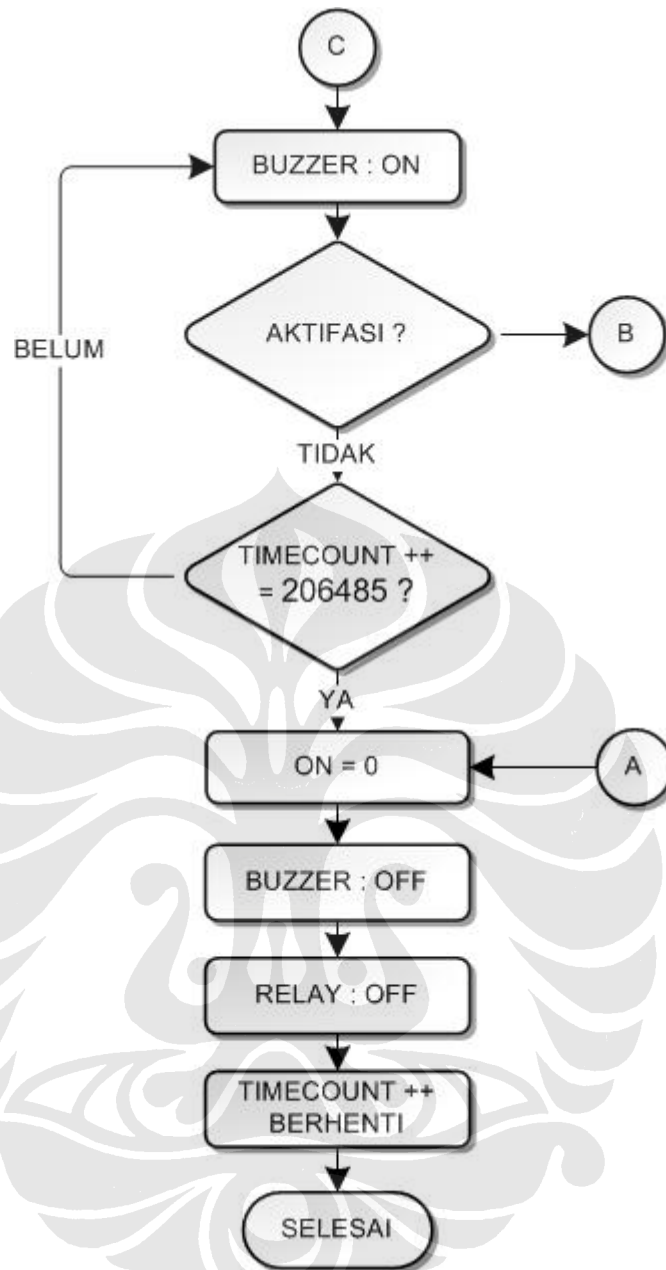 C
BUZZER : ON
AKTIFASI ?
B
BELUM
TIDAK
TIMECOUNT ++
= 206485 ?
YA
ON = 0
A
BUZZER : OFF
RELAY : OFF
TIMECOUNT ++
BERHENTI
SELESAI